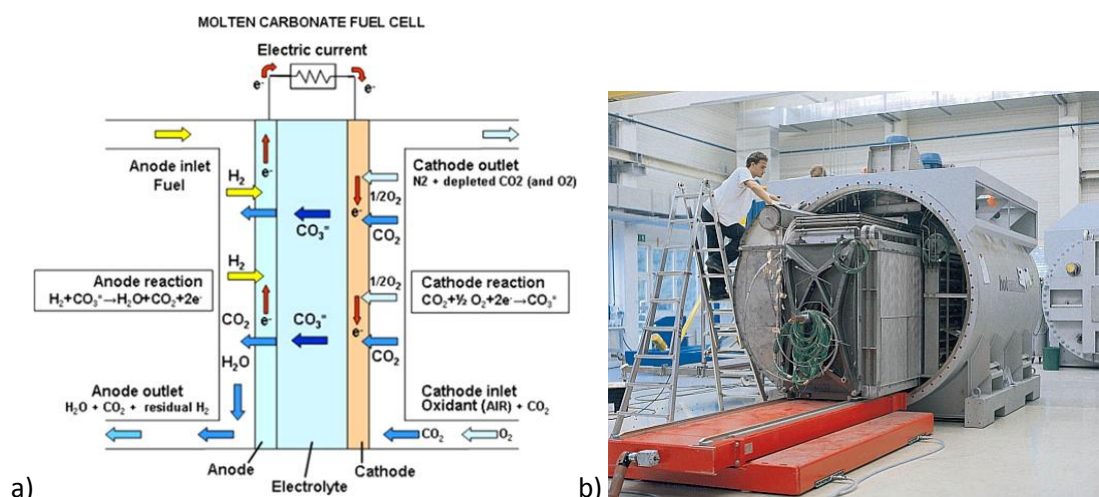 MOLTEN CARBONATE FUEL CELL
Electric current
e-
e-
Anode inlet
Fuel
H₂
e-
Cathode outlet
N2 + depleted CO2 (and O2)
1/2O₂
e-
CO₃⁼
CO₂
H₂
Anode reaction
H₂+CO₃⁼→H₂O+CO₂+2e-
1/2O₂
Cathode reaction
CO₂+½ O₂+2e-→CO₃⁼
CO₂
e-
CO₃⁼
e-
CO₂
H₂O
Anode outlet
H₂O + CO₂ + residual H₂
Cathode inlet
Oxidant (AIR) + CO₂
CO₂
O₂
Anode
Electrolyte
Cathode
a)
b)